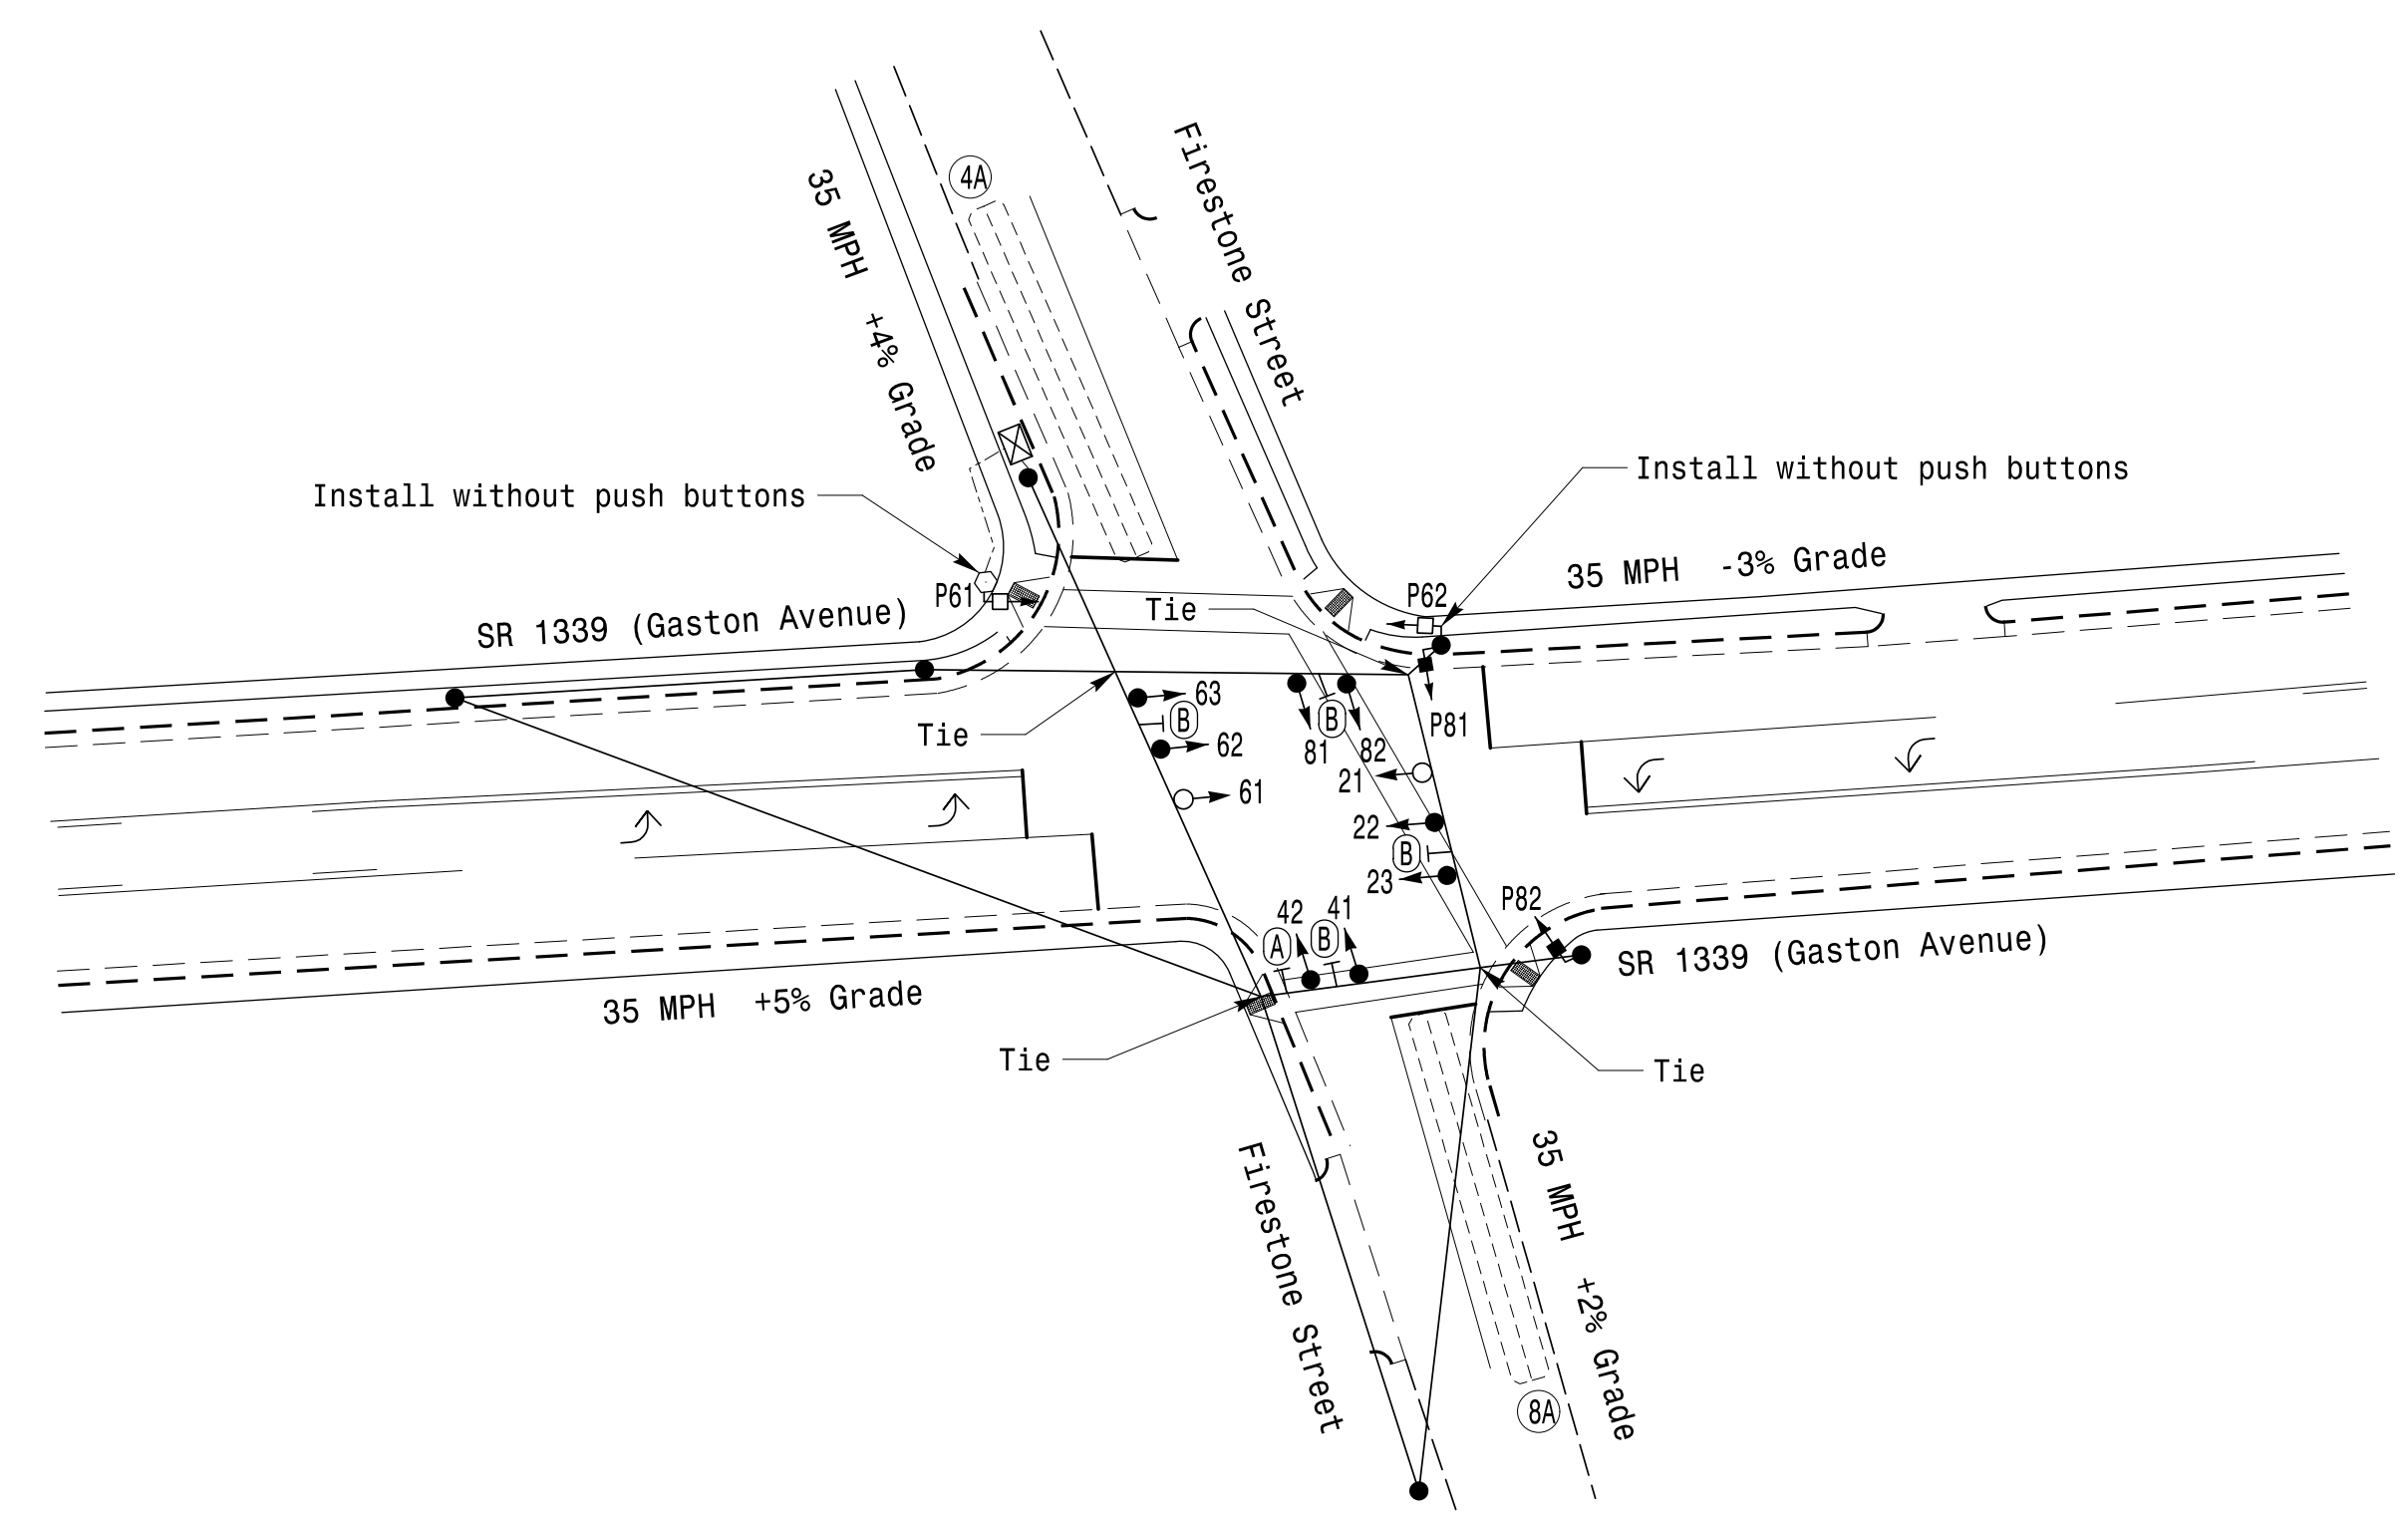 Firestone Street
4A
35 MPH +4% Grade
Install without push buttons
Install without push buttons
35 MPH -3% Grade
P61
P62
Tie
SR 1339 (Gaston Avenue)
63
B
Tie
62
B
81
82
P81
21
61
22
B
23
P82
42
41
A
B
SR 1339 (Gaston Avenue)
35 MPH +5% Grade
Tie
Tie
Firestone Street
35 MPH +2% Grade
8A